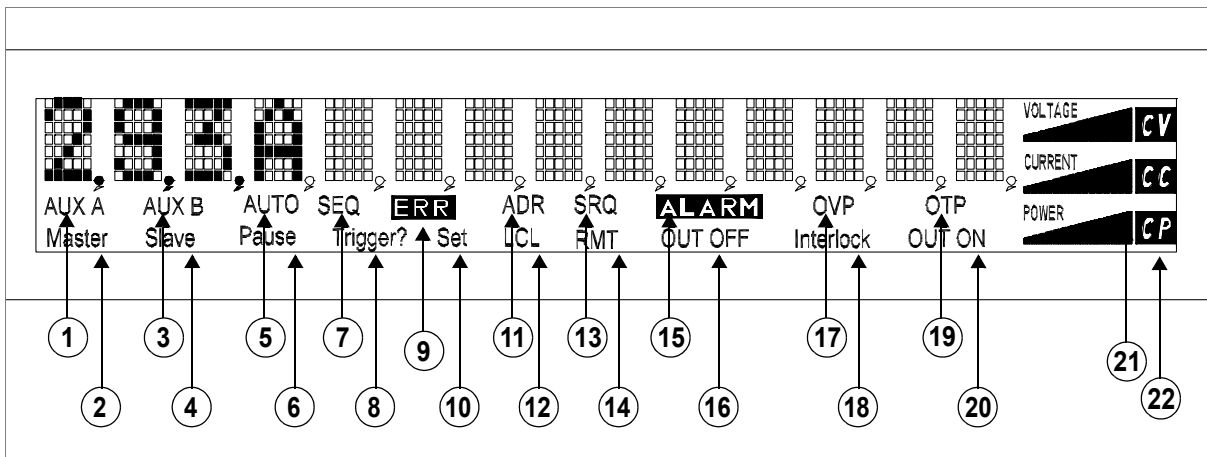 293A
VOLTAGE CV
CURRENT CC
POWER CP
AUX A AUX B AUTO SEQ ERR ADR SRQ ALARM OVP OTP
Master Slave Pause Trigger? Set LCL RMT OUT OFF Interlock OUT ON
1 3 5 7 9 11 13 15 17 19 21
2 4 6 8 10 12 14 16 18 20 22